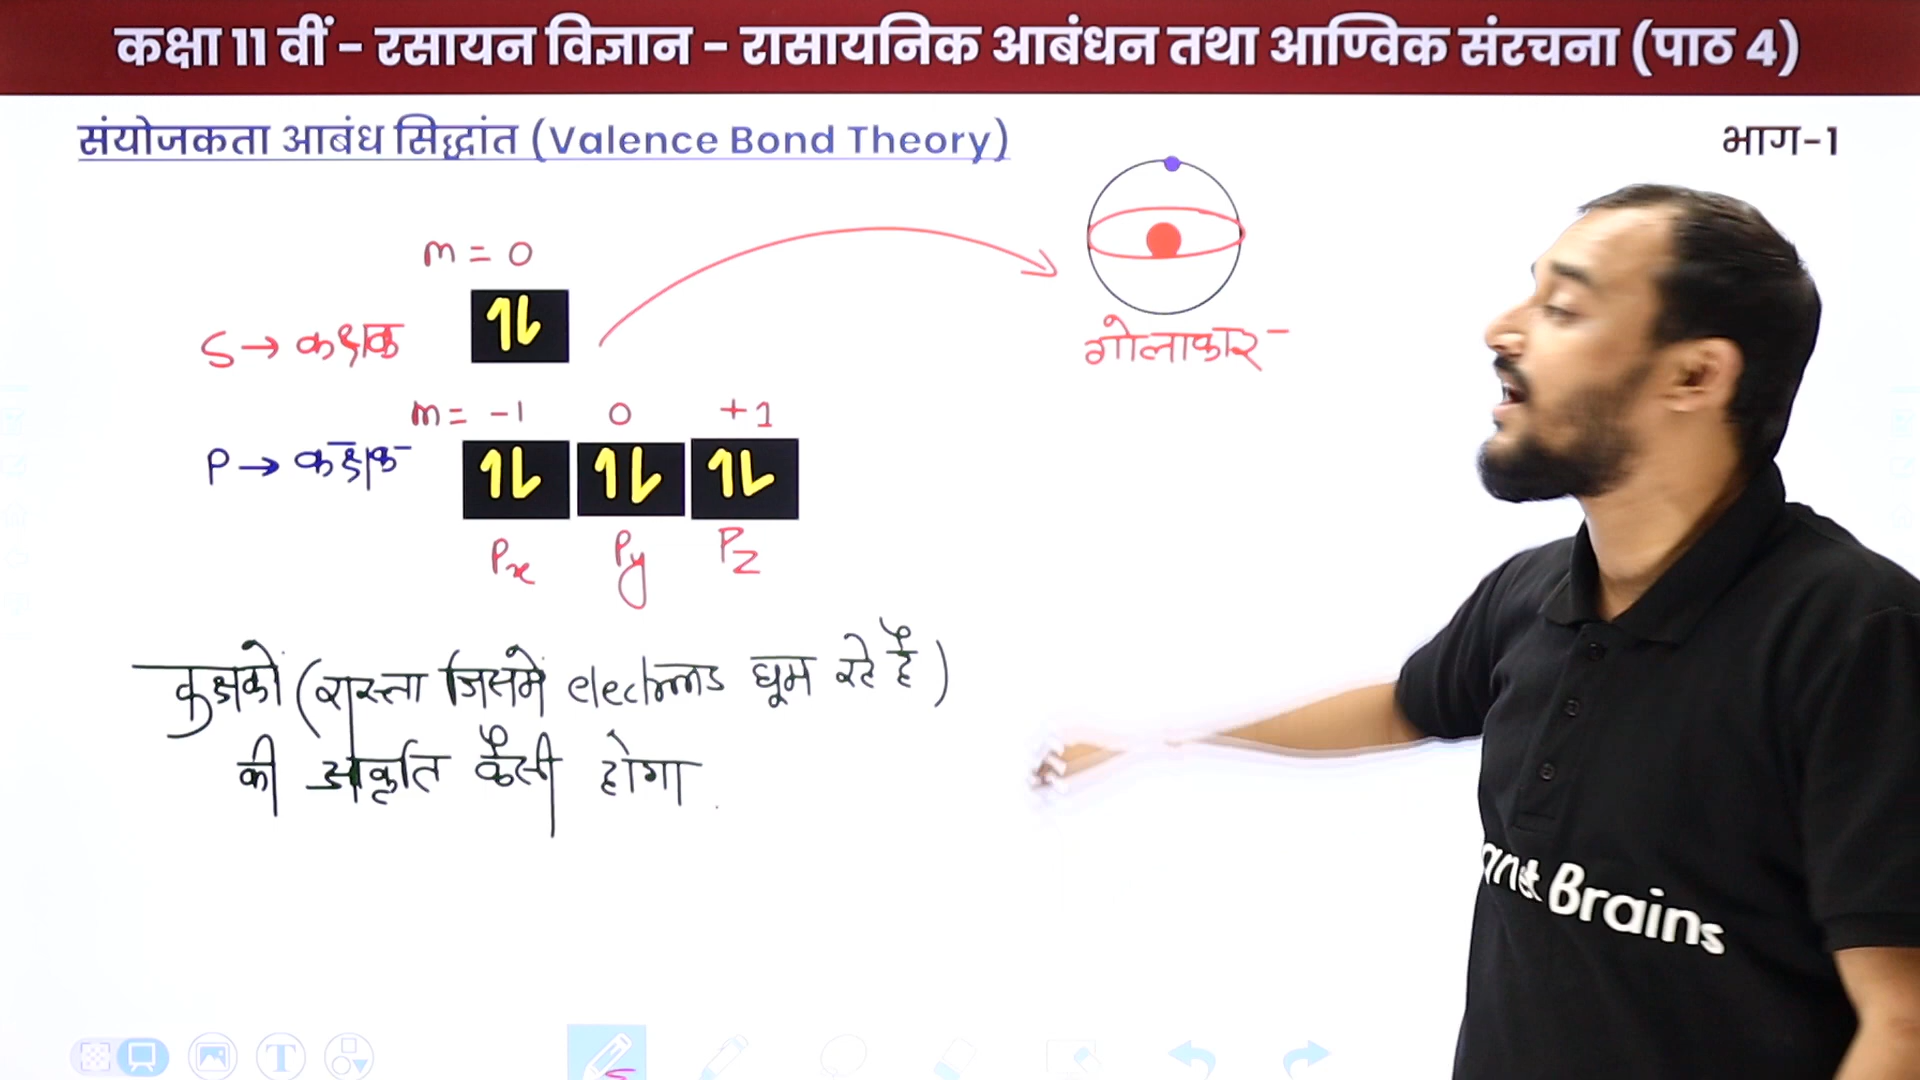 कक्षा 11 वीं - रसायन विज्ञान - रासायनिक आबंधन तथा आण्विक संरचना (पाठ 4)
संयोजकता आबंध सिद्धांत (Valence Bond Theory)
भाग-1
m = 0
S → कक्षक
गोलाकार
m = -1 0 +1
P → कक्षक
Px Py Pz
कक्षको (रास्ता जिसमे electrons घूम रहे है)
की आकृति कैसी होगा
Brains